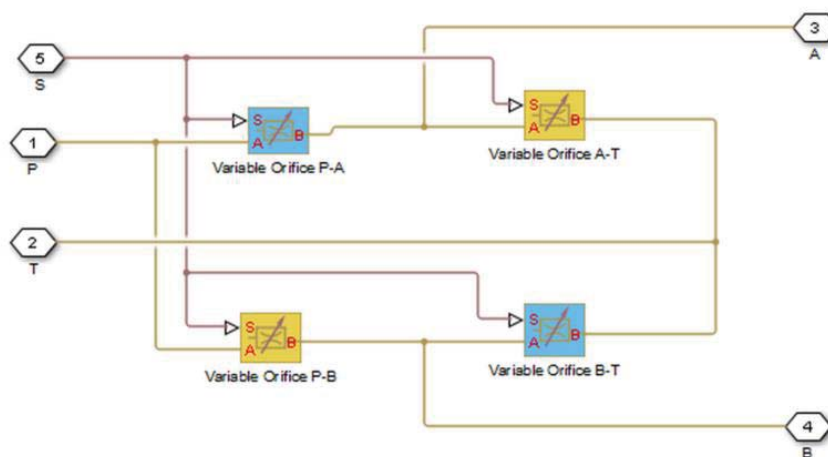 3
A
5
S
S
A
B
Variable Orifice P-A
S
A
B
Variable Orifice A-T
1
P
2
T
S
A
B
Variable Orifice P-B
S
A
B
Variable Orifice B-T
4
B